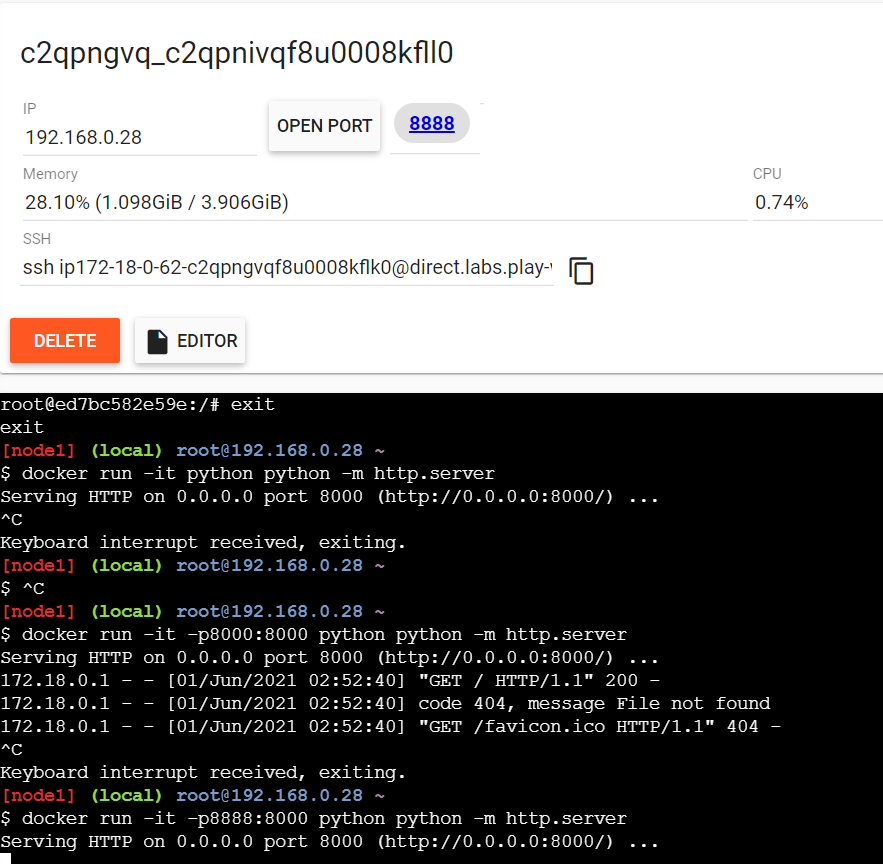 c2qpngvq_c2qpnivqf8u0008kfll0
IP
192.168.0.28
OPEN PORT
8888
Memory
28.10% (1.098GiB / 3.906GiB)
CPU
0.74%
SSH
ssh ip172-18-0-62-c2qpngvqf8u0008kflk0@direct.labs.play-
DELETE
EDITOR
root@ed7bc582e59e:/# exit
exit
[node1] (local) root@192.168.0.28 ~
$ docker run -it python python -m http.server
Serving HTTP on 0.0.0.0 port 8000 (http://0.0.0.0:8000/) ...
^C
Keyboard interrupt received, exiting.
[node1] (local) root@192.168.0.28 ~
$ ^C
[node1] (local) root@192.168.0.28 ~
$ docker run -it -p8000:8000 python python -m http.server
Serving HTTP on 0.0.0.0 port 8000 (http://0.0.0.0:8000/) ...
172.18.0.1 - - [01/Jun/2021 02:52:40] "GET / HTTP/1.1" 200 -
172.18.0.1 - - [01/Jun/2021 02:52:40] code 404, message File not found
172.18.0.1 - - [01/Jun/2021 02:52:40] "GET /favicon.ico HTTP/1.1" 404 -
^C
Keyboard interrupt received, exiting.
[node1] (local) root@192.168.0.28 ~
$ docker run -it -p8888:8000 python python -m http.server
Serving HTTP on 0.0.0.0 port 8000 (http://0.0.0.0:8000/) ...